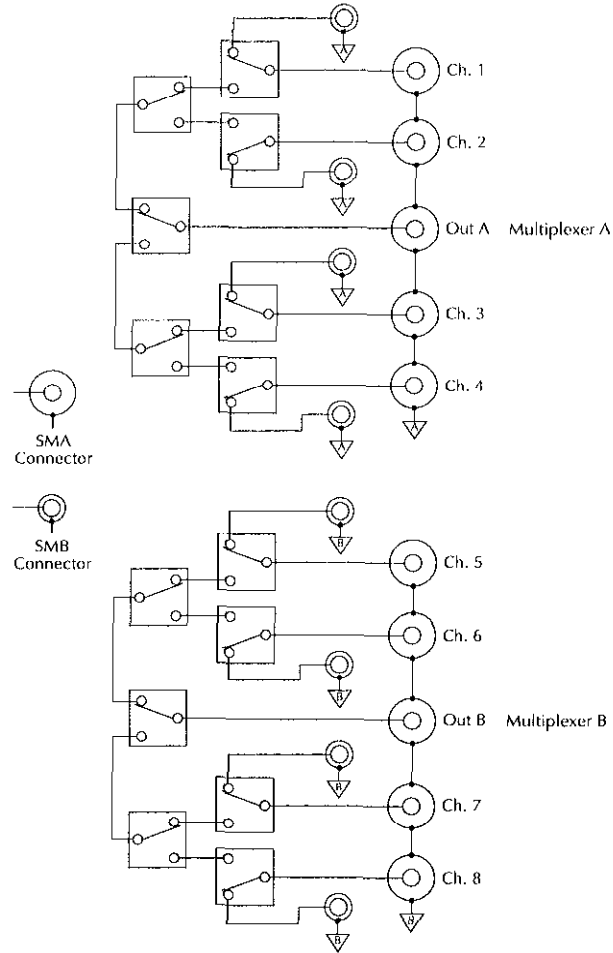 A
Ch. 1
Ch. 2
A
Out A Multiplexer A
A
Ch. 3
Ch. 4
A
A
SMA
Connector
SMB
Connector
B
Ch. 5
Ch. 6
B
Out B Multiplexer B
B
Ch. 7
Ch. 8
B
B